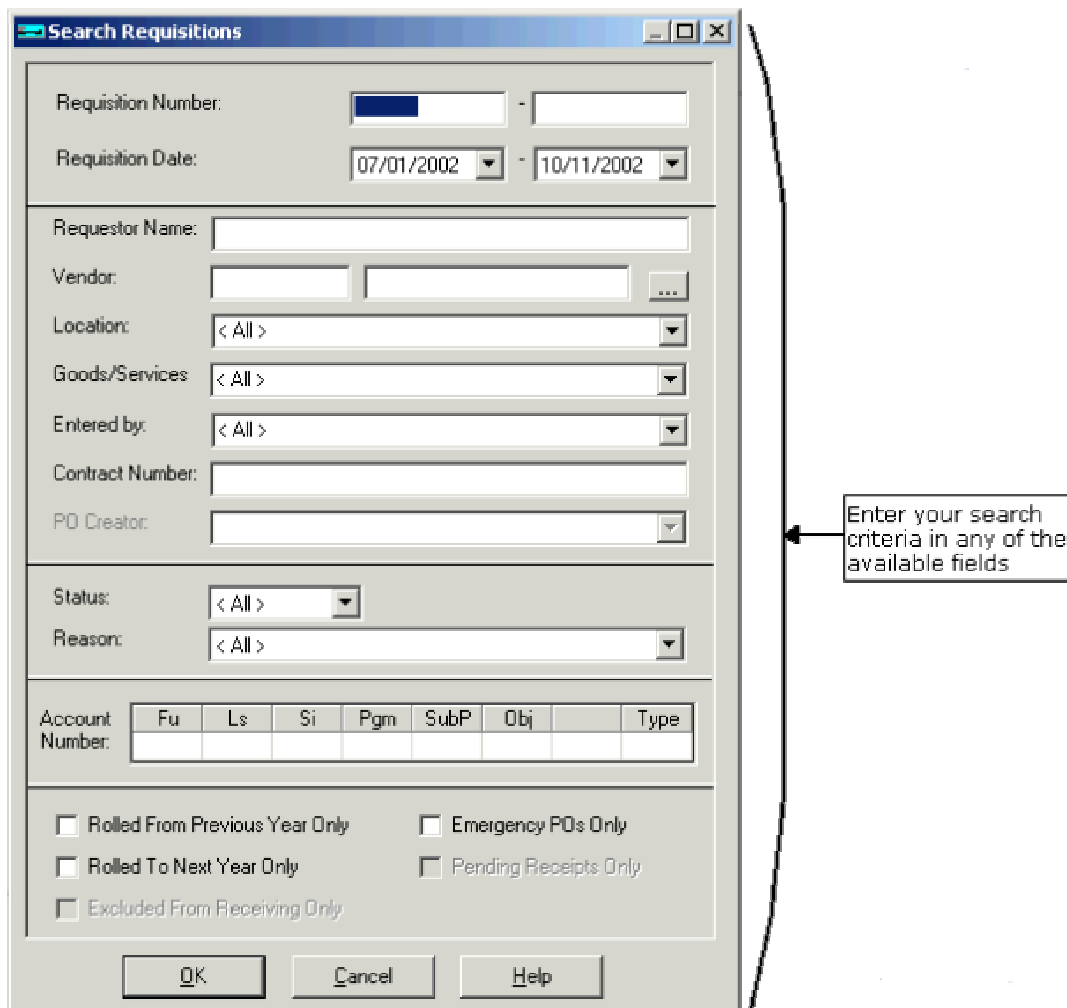 Search Requisitions
Requisition Number: -
Requisition Date: 07/01/2002 - 10/11/2002
Requestor Name:
Vendor: ...
Location: < All >
Goods/Services < All >
Entered by: < All >
Contract Number:
PO Creator:
Status: < All >
Reason: < All >
Account Number:
Fu Ls Si Pgm SubP Obj Type
Rolled From Previous Year Only Emergency POs Only
Rolled To Next Year Only Pending Receipts Only
Excluded From Receiving Only
OK Cancel Help
Enter your search
criteria in any of the
available fields